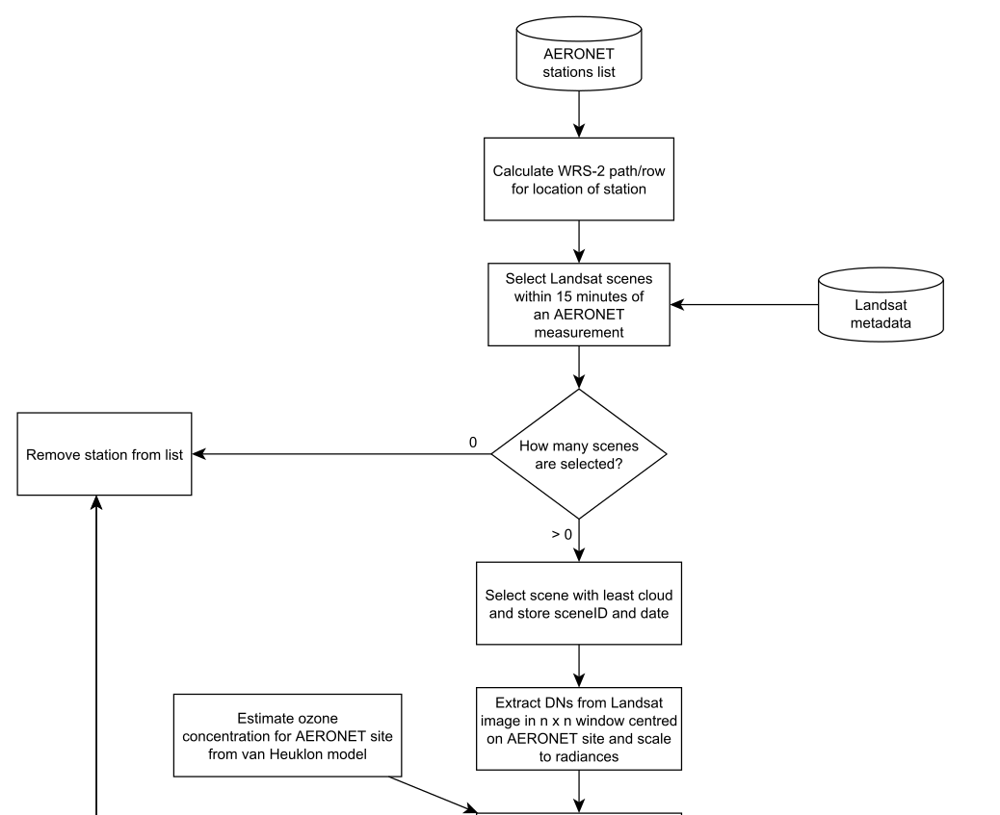 AERONET
stations list
Calculate WRS-2 path/row
for location of station
Select Landsat scenes
within 15 minutes of
an AERONET
measurement
Landsat
metadata
How many scenes
are selected?
0
Remove station from list
> 0
Select scene with least cloud
and store sceneID and date
Extract DNs from Landsat
image in n x n window centred
on AERONET site and scale
to radiances
Estimate ozone
concentration for AERONET site
from van Heuklon model